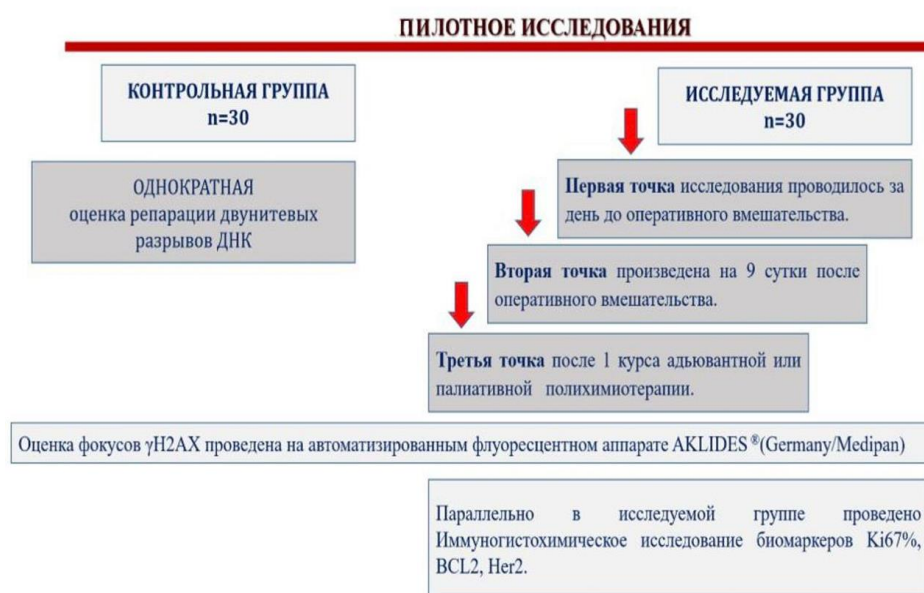 ПИЛОТНОЕ ИССЛЕДОВАНИЯ
КОНТРОЛЬНАЯ ГРУППА
n=30
ОДНОКРАТНАЯ
оценка репарации двунитевых
разрывов ДНК
ИССЛЕДУЕМАЯ ГРУППА
n=30
Первая точка исследования проводилось за
день до оперативного вмешательства.
Вторая точка произведена на 9 сутки после
оперативного вмешательства.
Третья точка после 1 курса адьювантной или
палиативной полихимиотерапии.
Оценка фокусов γH2AX проведена на автоматизированным флуоресцентном аппарате AKLIDES ®(Germany/Medipan)
Параллельно в исследуемой группе проведено
Иммуногистохимическое исследование биомаркеров Ki67%,
BCL2, Her2.